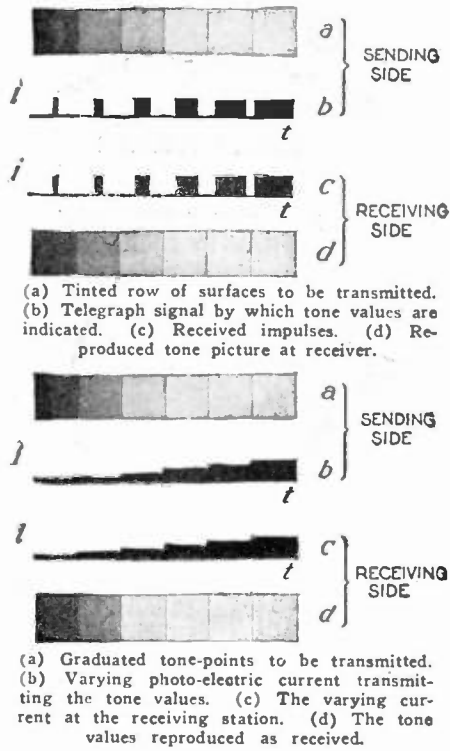 a
SENDING
SIDE
i
b
t
i
c
t
RECEIVING
SIDE
d
(a) Tinted row of surfaces to be transmitted.
(b) Telegraph signal by which tone values are
indicated. (c) Received impulses. (d) Re-
produced tone picture at receiver.
a
SENDING
SIDE
b
t
c
t
RECEIVING
SIDE
d
(a) Graduated tone-points to be transmitted.
(b) Varying photo-electric current transmit-
ting the tone values. (c) The varying cur-
rent at the receiving station. (d) The tone
values reproduced as received.